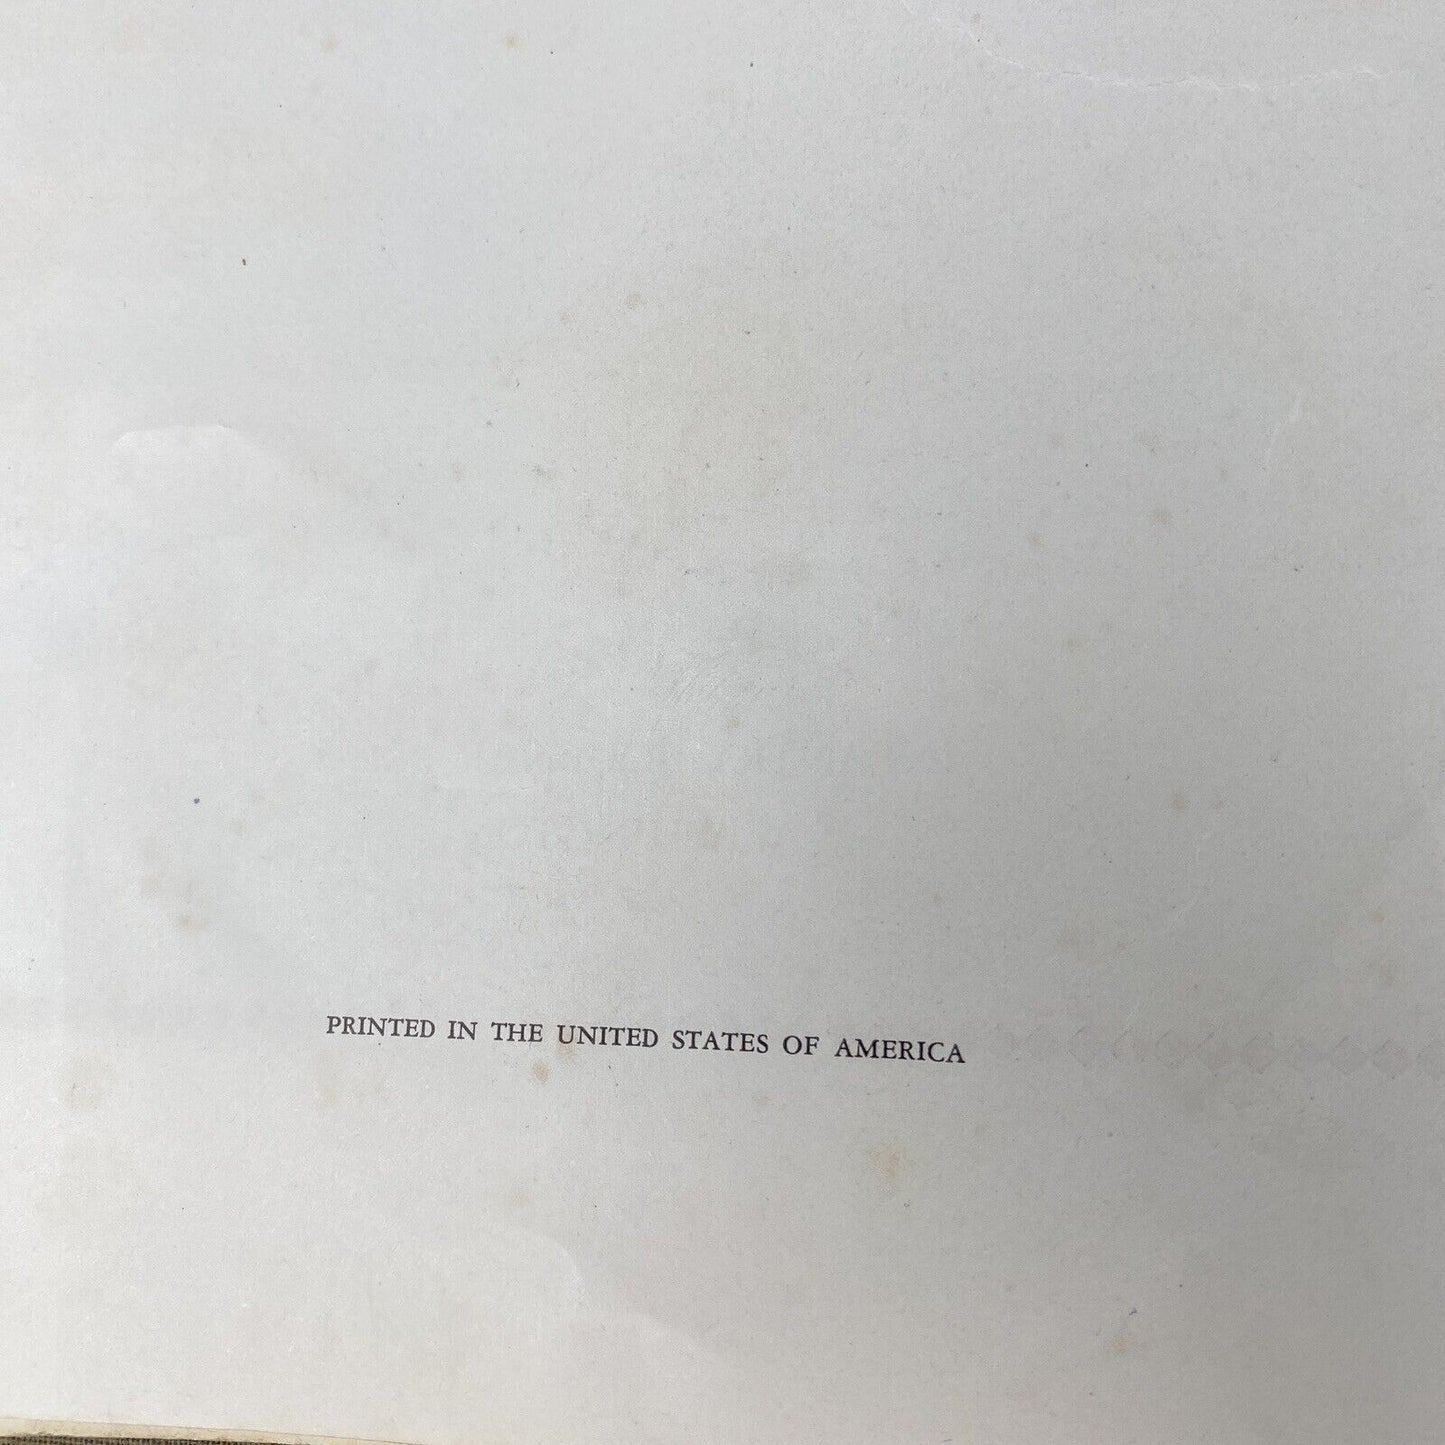 PRINTED IN THE UNITED STATES OF AMERICA